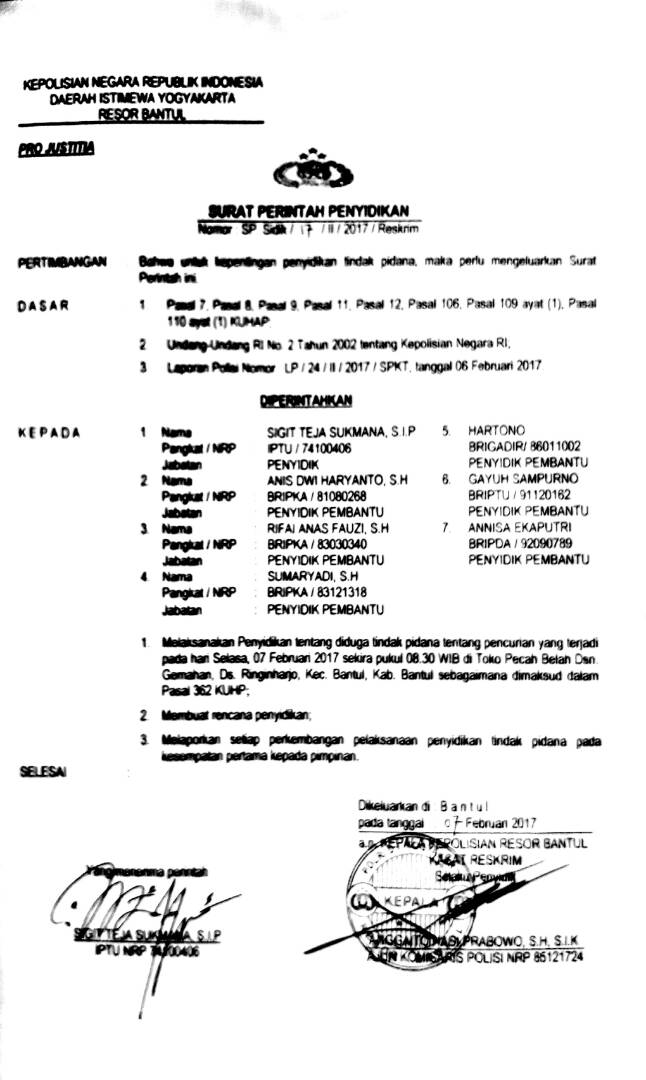 KEPOLISIAN NEGARA REPUBLIK INDONESIA
DAERAH ISTIMEWA YOGYAKARTA
RESOR BANTUL
PRO JUSTITIA
SURAT PERINTAH PENYIDIKAN
Nomor SP Sidik / 17 / II / 2017 / Reskrim
PERTIMBANGAN : Bahwa untuk kepentingan penyidikan tindak pidana, maka perlu mengeluarkan Surat
Perintah ini.
DASAR : 1 Pasal 7, Pasal 8, Pasal 9, Pasal 11, Pasal 12, Pasal 106, Pasal 109 ayat (1), Pasal
110 ayat (1) KUHAP.
2 Undang-Undang RI No. 2 Tahun 2002 tentang Kepolisian Negara RI;
3 Laporan Polisi Nomor LP / 24 / II / 2017 / SPKT, tanggal 06 Februari 2017
DIPERINTAHKAN
KEPADA : 1 Nama : SIGIT TEJA SUKMANA, S.I.P
Pangkat / NRP : IPTU / 74100406
Jabatan : PENYIDIK
2 Nama : ANIS DWI HARYANTO, S.H
Pangkat / NRP : BRIPKA / 81080268
Jabatan : PENYIDIK PEMBANTU
3. Nama : RIFAI ANAS FAUZI, S.H
Pangkat / NRP : BRIPKA / 83030340
Jabatan : PENYIDIK PEMBANTU
4. Nama : SUMARYADI, S.H
Pangkat / NRP : BRIPKA / 83121318
Jabatan : PENYIDIK PEMBANTU
5. HARTONO
BRIGADIR/ 86011002
PENYIDIK PEMBANTU
6. GAYUH SAMPURNO
BRIPTU / 91120162
PENYIDIK PEMBANTU
7. ANNISA EKAPUTRI
BRIPDA / 92090789
PENYIDIK PEMBANTU
1. Melaksanakan Penyidikan tentang diduga tindak pidana tentang pencurian yang terjadi
pada hari Selasa, 07 Februari 2017 sekira pukul 08.30 WIB di Toko Pecah Belah Dsn.
Gemahan, Ds. Ringinharjo, Kec. Bantul, Kab. Bantul sebagaimana dimaksud dalam
Pasal 362 KUHP;
2. Membuat rencana penyidikan;
3. Melaporkan setiap perkembangan pelaksanaan penyidikan tindak pidana pada
kesempatan pertama kepada pimpinan.
SELESAI :
Dikeluarkan di Bantul
pada tanggal 07 Februari 2017
a.n. KEPALA KEPOLISIAN RESOR BANTUL
KASAT RESKRIM
Selaku Penyidik
KEPALA
ANGGAITO HADI PRABOWO, S.H, S.I.K
AJUN KOMISARIS POLISI NRP 85121724
Yang menerima perintah
SIGIT TEJA SUKMANA, S.I.P
IPTU NRP 74100406